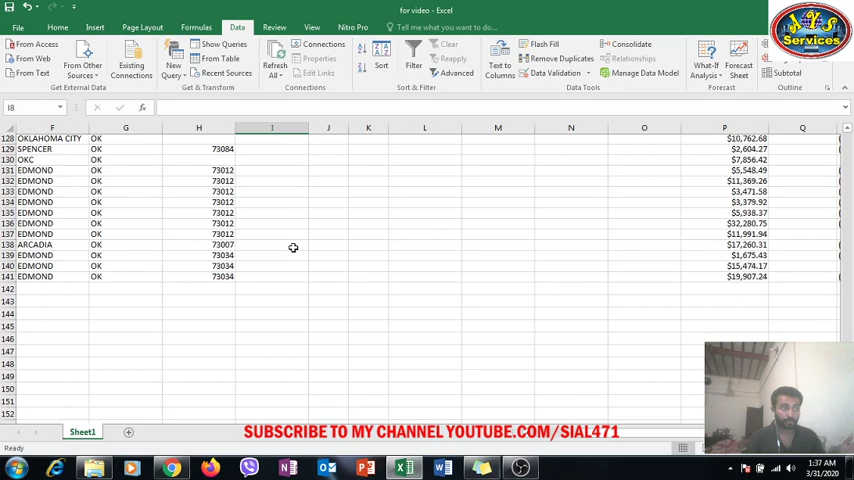 for video - Excel
JYS
Services
File Home Insert Page Layout Formulas Data Review View Nitro Pro Tell me what you want to do...
From Access
From Web
From Text
From Other Sources
Existing Connections
Get External Data
New Query
Show Queries
From Table
Recent Sources
Get & Transform
Refresh All
Connections
Properties
Edit Links
Connections
Sort
Filter
Clear
Reapply
Advanced
Sort & Filter
Text to Columns
Flash Fill
Remove Duplicates
Data Validation
Consolidate
Relationships
Manage Data Model
Data Tools
What-If Analysis
Forecast Sheet
Forecast
Subtotal
Outline
I8
fx
F G H I J K L M N O P Q
128 OKLAHOMA CITY OK $10,762.68
129 SPENCER OK 73084 $2,604.27
130 OKC OK $7,856.42
131 EDMOND OK 73012 $5,548.49
132 EDMOND OK 73012 $11,369.26
133 EDMOND OK 73012 $3,471.58
134 EDMOND OK 73012 $3,379.92
135 EDMOND OK 73012 $5,938.37
136 EDMOND OK 73012 $32,280.75
137 EDMOND OK 73012 $11,991.94
138 ARCADIA OK 73007 $17,260.31
139 EDMOND OK 73034 $1,675.43
140 EDMOND OK 73034 $15,474.17
141 EDMOND OK 73034 $19,907.24
142
143
144
145
146
147
148
149
150
151
152
Sheet1
SUBSCRIBE TO MY CHANNEL YOUTUBE.COM/SIAL471
Ready
1:37 AM
3/31/2020